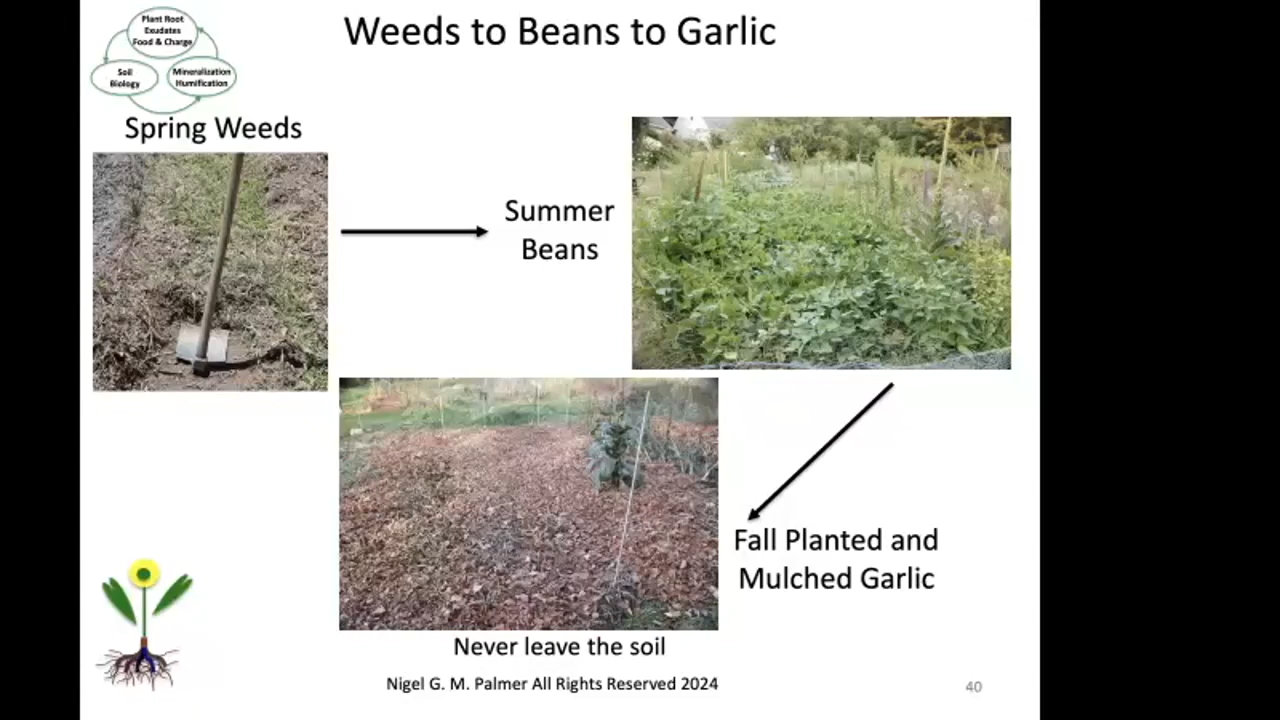 Weeds to Beans to Garlic
Plant Root
Exudates
Food & Charge
Soil
Biology
Mineralization
Humification
Spring Weeds
Summer
Beans
Fall Planted and
Mulched Garlic
Never leave the soil
Nigel G. M. Palmer All Rights Reserved 2024
40